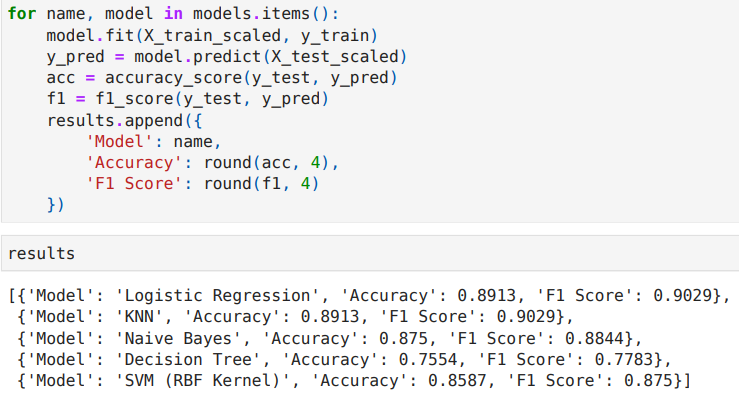 for name, model in models.items():
    model.fit(X_train_scaled, y_train)
    y_pred = model.predict(X_test_scaled)
    acc = accuracy_score(y_test, y_pred)
    f1 = f1_score(y_test, y_pred)
    results.append({
        'Model': name,
        'Accuracy': round(acc, 4),
        'F1 Score': round(f1, 4)
    })
results
[{'Model': 'Logistic Regression', 'Accuracy': 0.8913, 'F1 Score': 0.9029},
 {'Model': 'KNN', 'Accuracy': 0.8913, 'F1 Score': 0.9029},
 {'Model': 'Naive Bayes', 'Accuracy': 0.875, 'F1 Score': 0.8844},
 {'Model': 'Decision Tree', 'Accuracy': 0.7554, 'F1 Score': 0.7783},
 {'Model': 'SVM (RBF Kernel)', 'Accuracy': 0.8587, 'F1 Score': 0.875}]